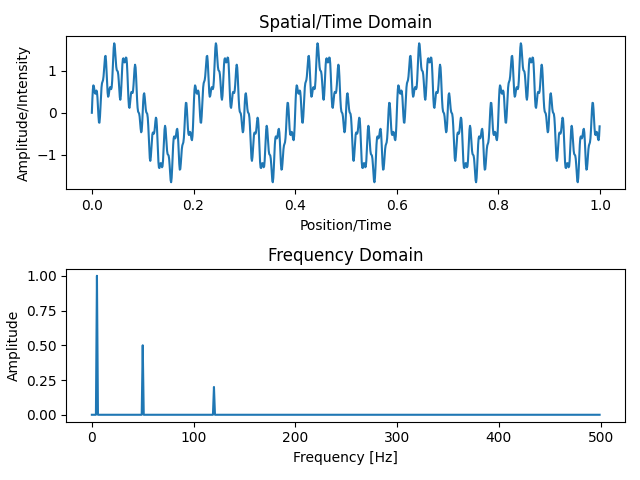 Spatial/Time Domain
Amplitude/Intensity
1
0
−1
0.0 0.2 0.4 0.6 0.8 1.0
Position/Time
Frequency Domain
Amplitude
1.00
0.75
0.50
0.25
0.00
0 100 200 300 400 500
Frequency [Hz]